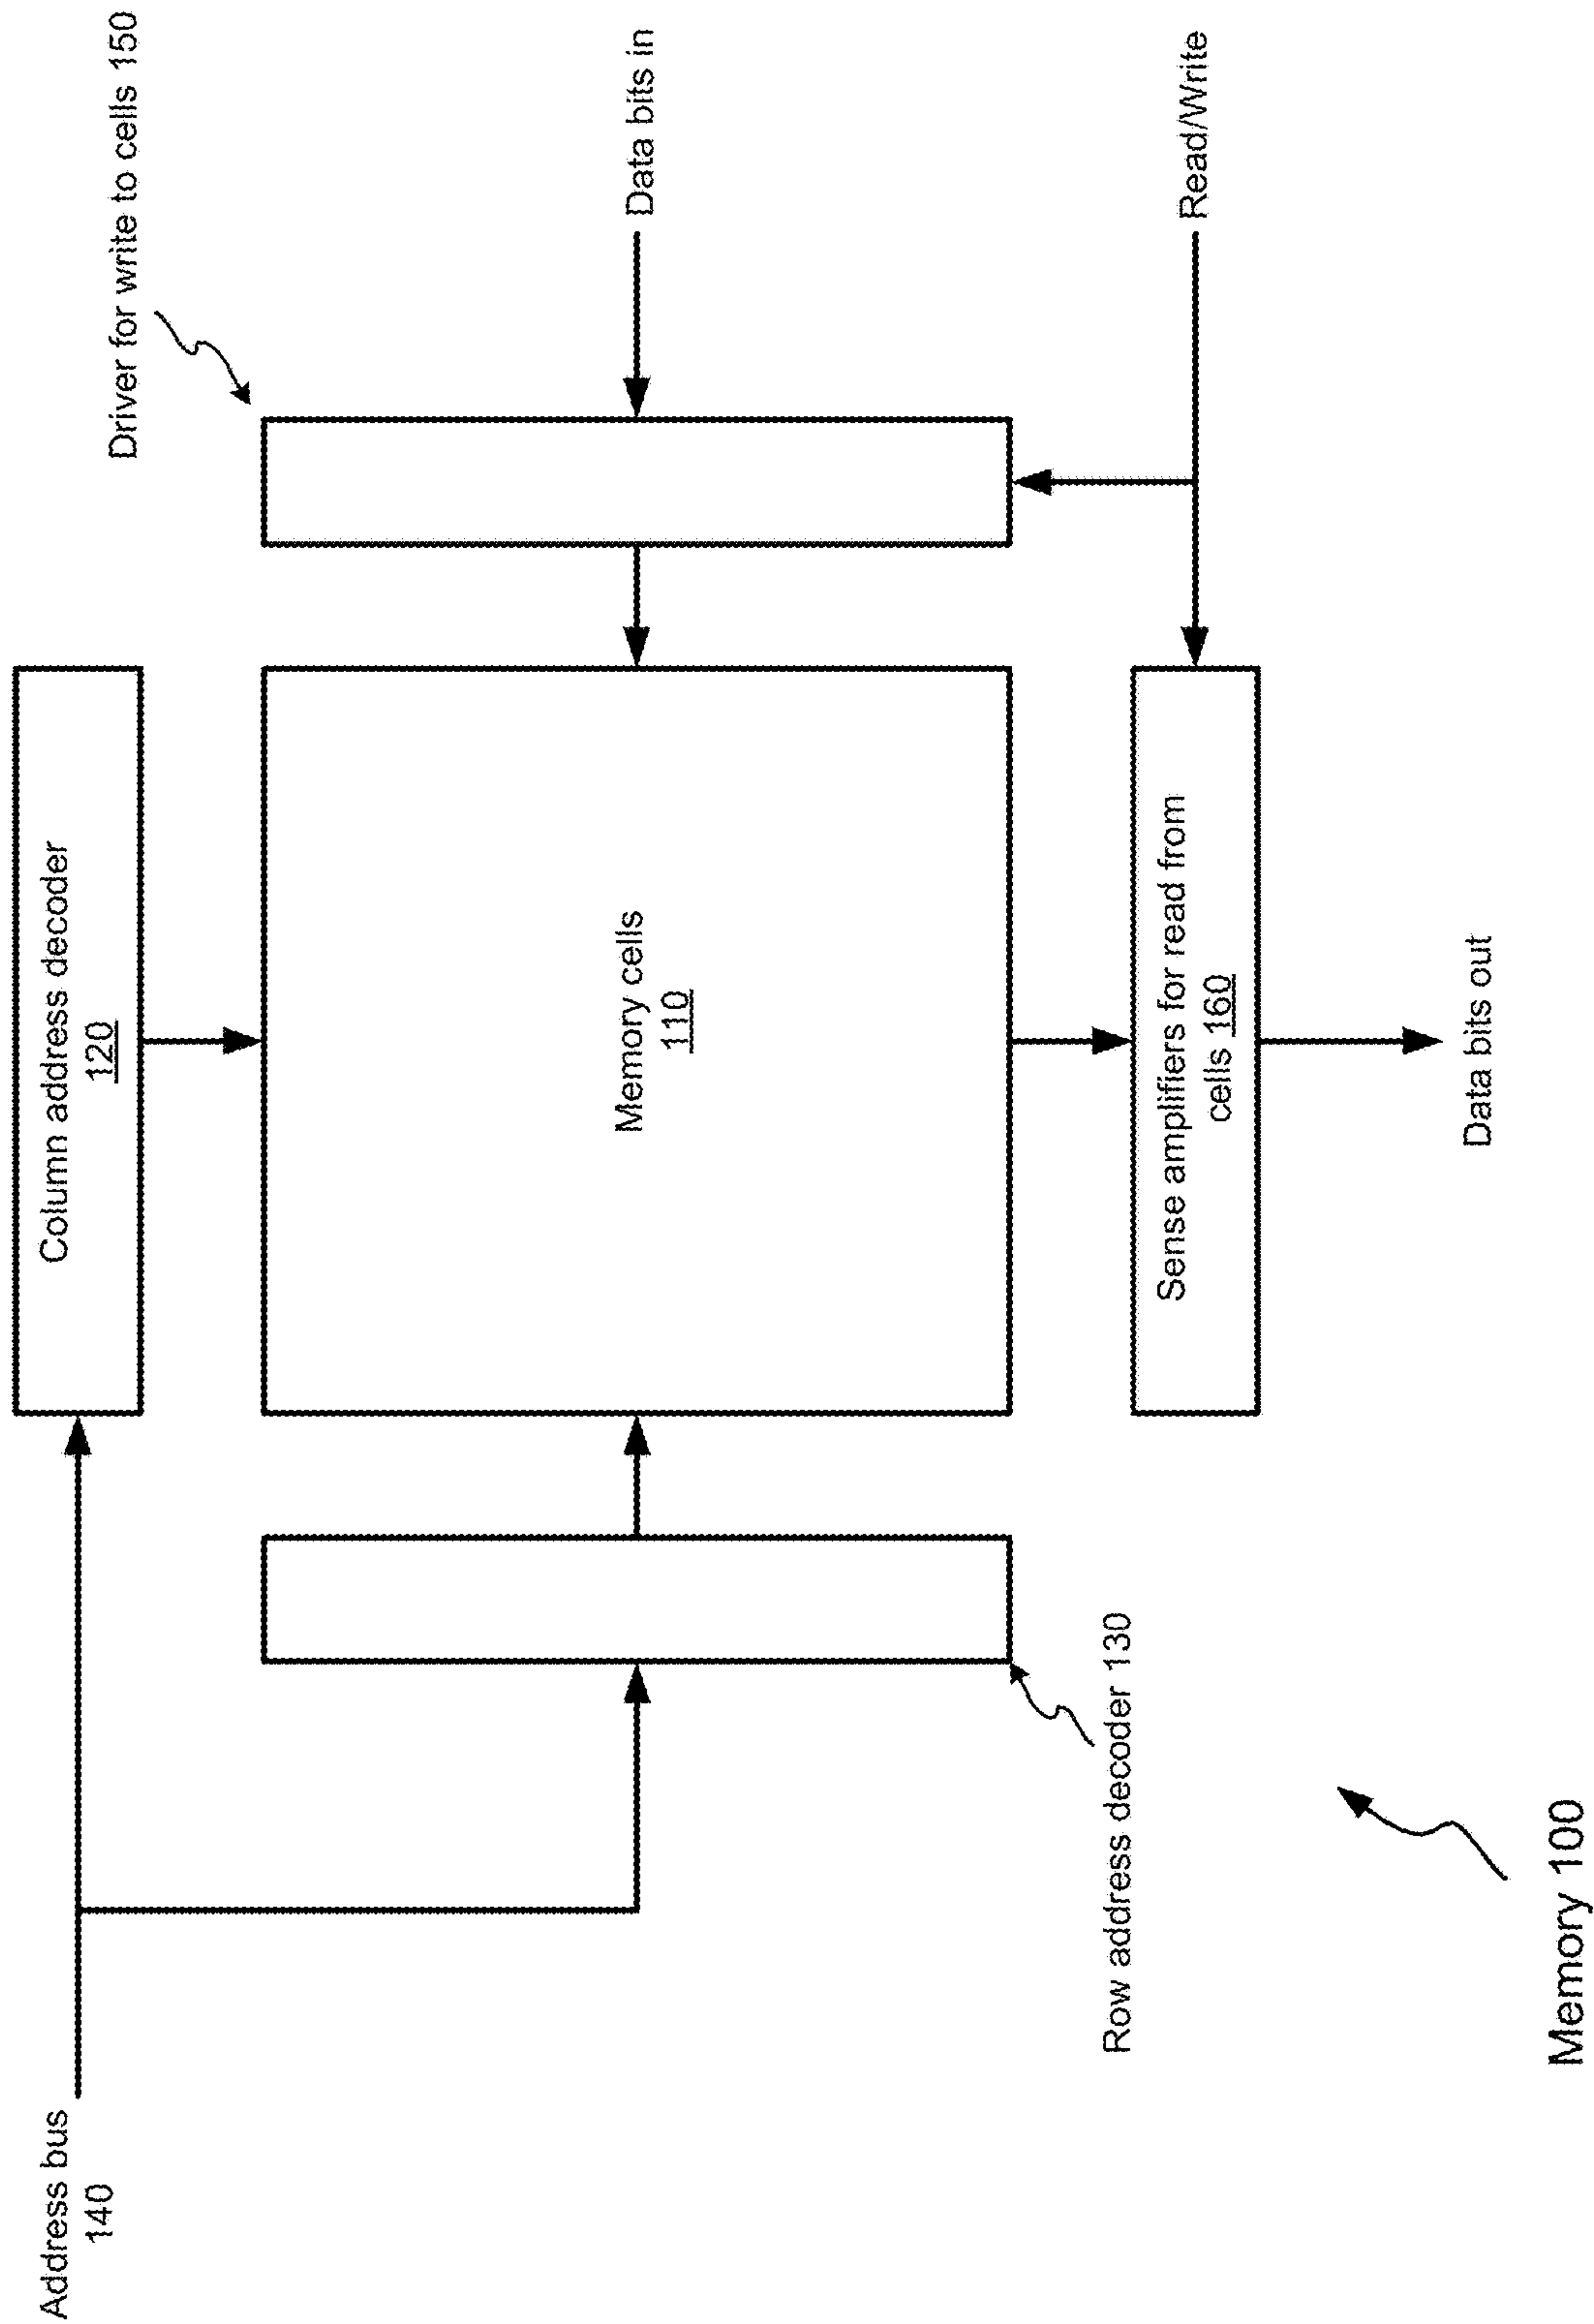 Address bus
140
Column address decoder
120
Driver for write to cells 150
Memory cells
110
Data bits in
Row address decoder 130
Sense amplifiers for read from
cells 160
Read/Write
Data bits out
Memory 100